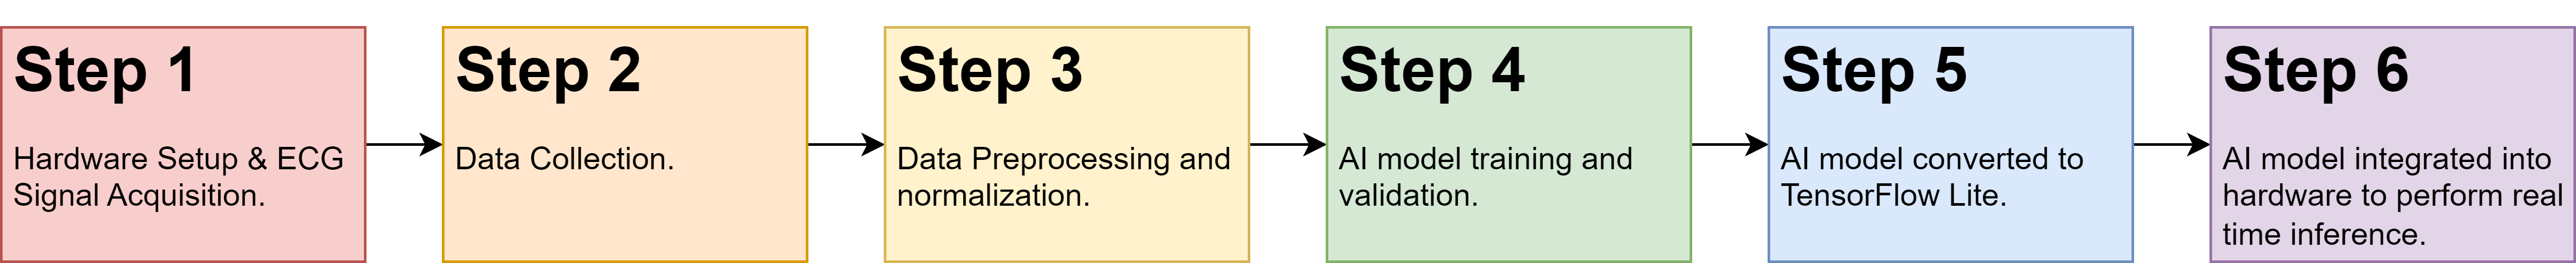 Step 1
Hardware Setup & ECG
Signal Acquisition.
Step 2
Data Collection.
Step 3
Data Preprocessing and
normalization.
Step 4
AI model training and
validation.
Step 5
AI model converted to
TensorFlow Lite.
Step 6
AI model integrated into
hardware to perform real
time inference.